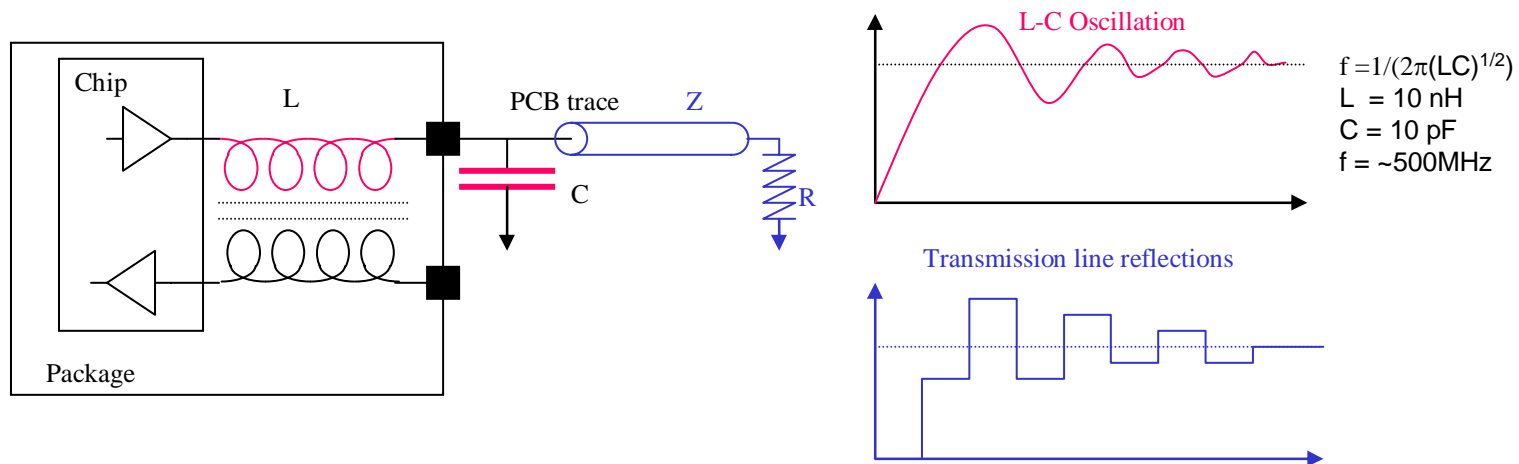 Chip
L
Package
PCB trace
Z
C
R
L-C Oscillation
f =1/(2π(LC)^1/2)
L = 10 nH
C = 10 pF
f = ~500MHz
Transmission line reflections